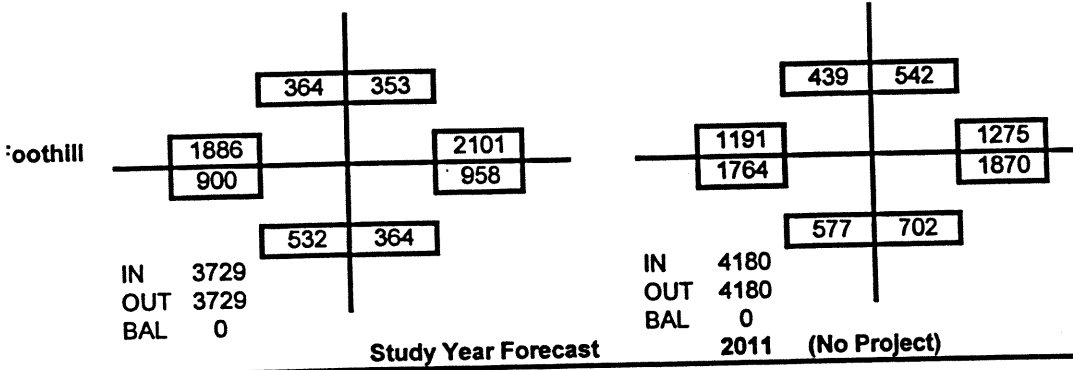 364 353 439 542
:oothill 1886 2101 1191 1275
900 958 1764 1870
532 364 577 702
IN 3729 IN 4180
OUT 3729 OUT 4180
BAL 0 BAL 0
Study Year Forecast 2011 (No Project)